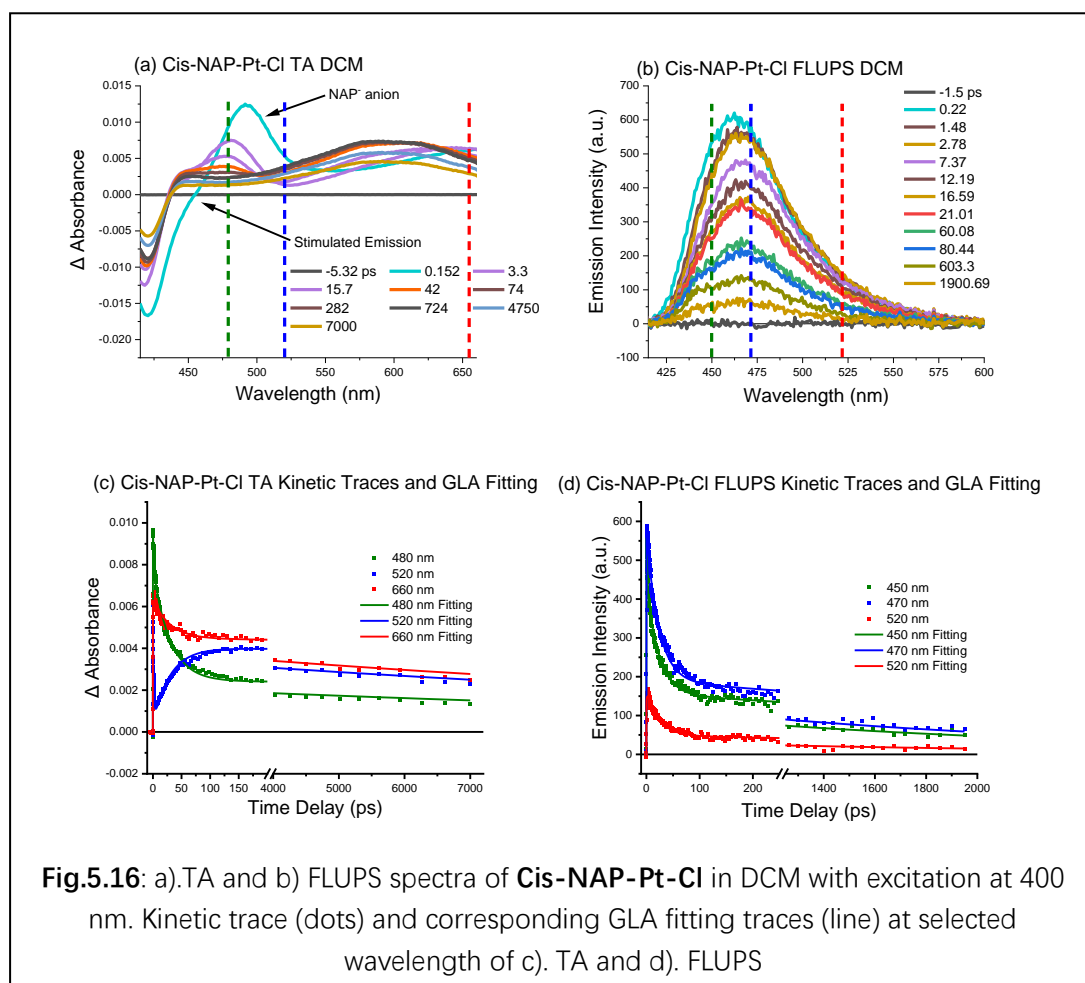 (a) Cis-NAP-Pt-Cl TA DCM
NAP⁻ anion
Stimulated Emission
0.015
0.010
0.005
0.000
-0.005
-0.010
-0.015
-0.020
Δ Absorbance
-5.32 ps 0.152 3.3
15.7 42 74
282 724 4750
7000
450 500 550 600 650
Wavelength (nm)
(b) Cis-NAP-Pt-Cl FLUPS DCM
700
600
500
400
300
200
100
0
-100
Emission Intensity (a.u.)
-1.5 ps
0.22
1.48
2.78
7.37
12.19
16.59
21.01
60.08
80.44
603.3
1900.69
425 450 475 500 525 550 575 600
Wavelength (nm)
(c) Cis-NAP-Pt-Cl TA Kinetic Traces and GLA Fitting
0.010
0.008
0.006
0.004
0.002
0.000
-0.002
Δ Absorbance
480 nm
520 nm
660 nm
480 nm Fitting
520 nm Fitting
660 nm Fitting
0 50 100 150 4000 5000 6000 7000
Time Delay (ps)
(d) Cis-NAP-Pt-Cl FLUPS Kinetic Traces and GLA Fitting
600
500
400
300
200
100
0
Emission Intensity (a.u.)
450 nm
470 nm
520 nm
450 nm Fitting
470 nm Fitting
520 nm Fitting
0 100 200 1400 1600 1800 2000
Time Delay (ps)
Fig.5.16: a).TA and b) FLUPS spectra of Cis-NAP-Pt-Cl in DCM with excitation at 400
nm. Kinetic trace (dots) and corresponding GLA fitting traces (line) at selected
wavelength of c). TA and d). FLUPS